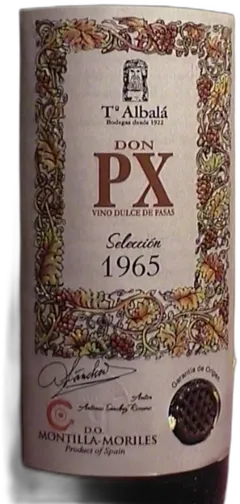 Tº Albalá
Bodegas desde 1922
DON
PX
VINO DULCE DE PASAS
Selección
1965
Autor
Antonio Sánchez Romero
Garantía de Origen
D.O.
MONTILLA-MORILES
Product of Spain